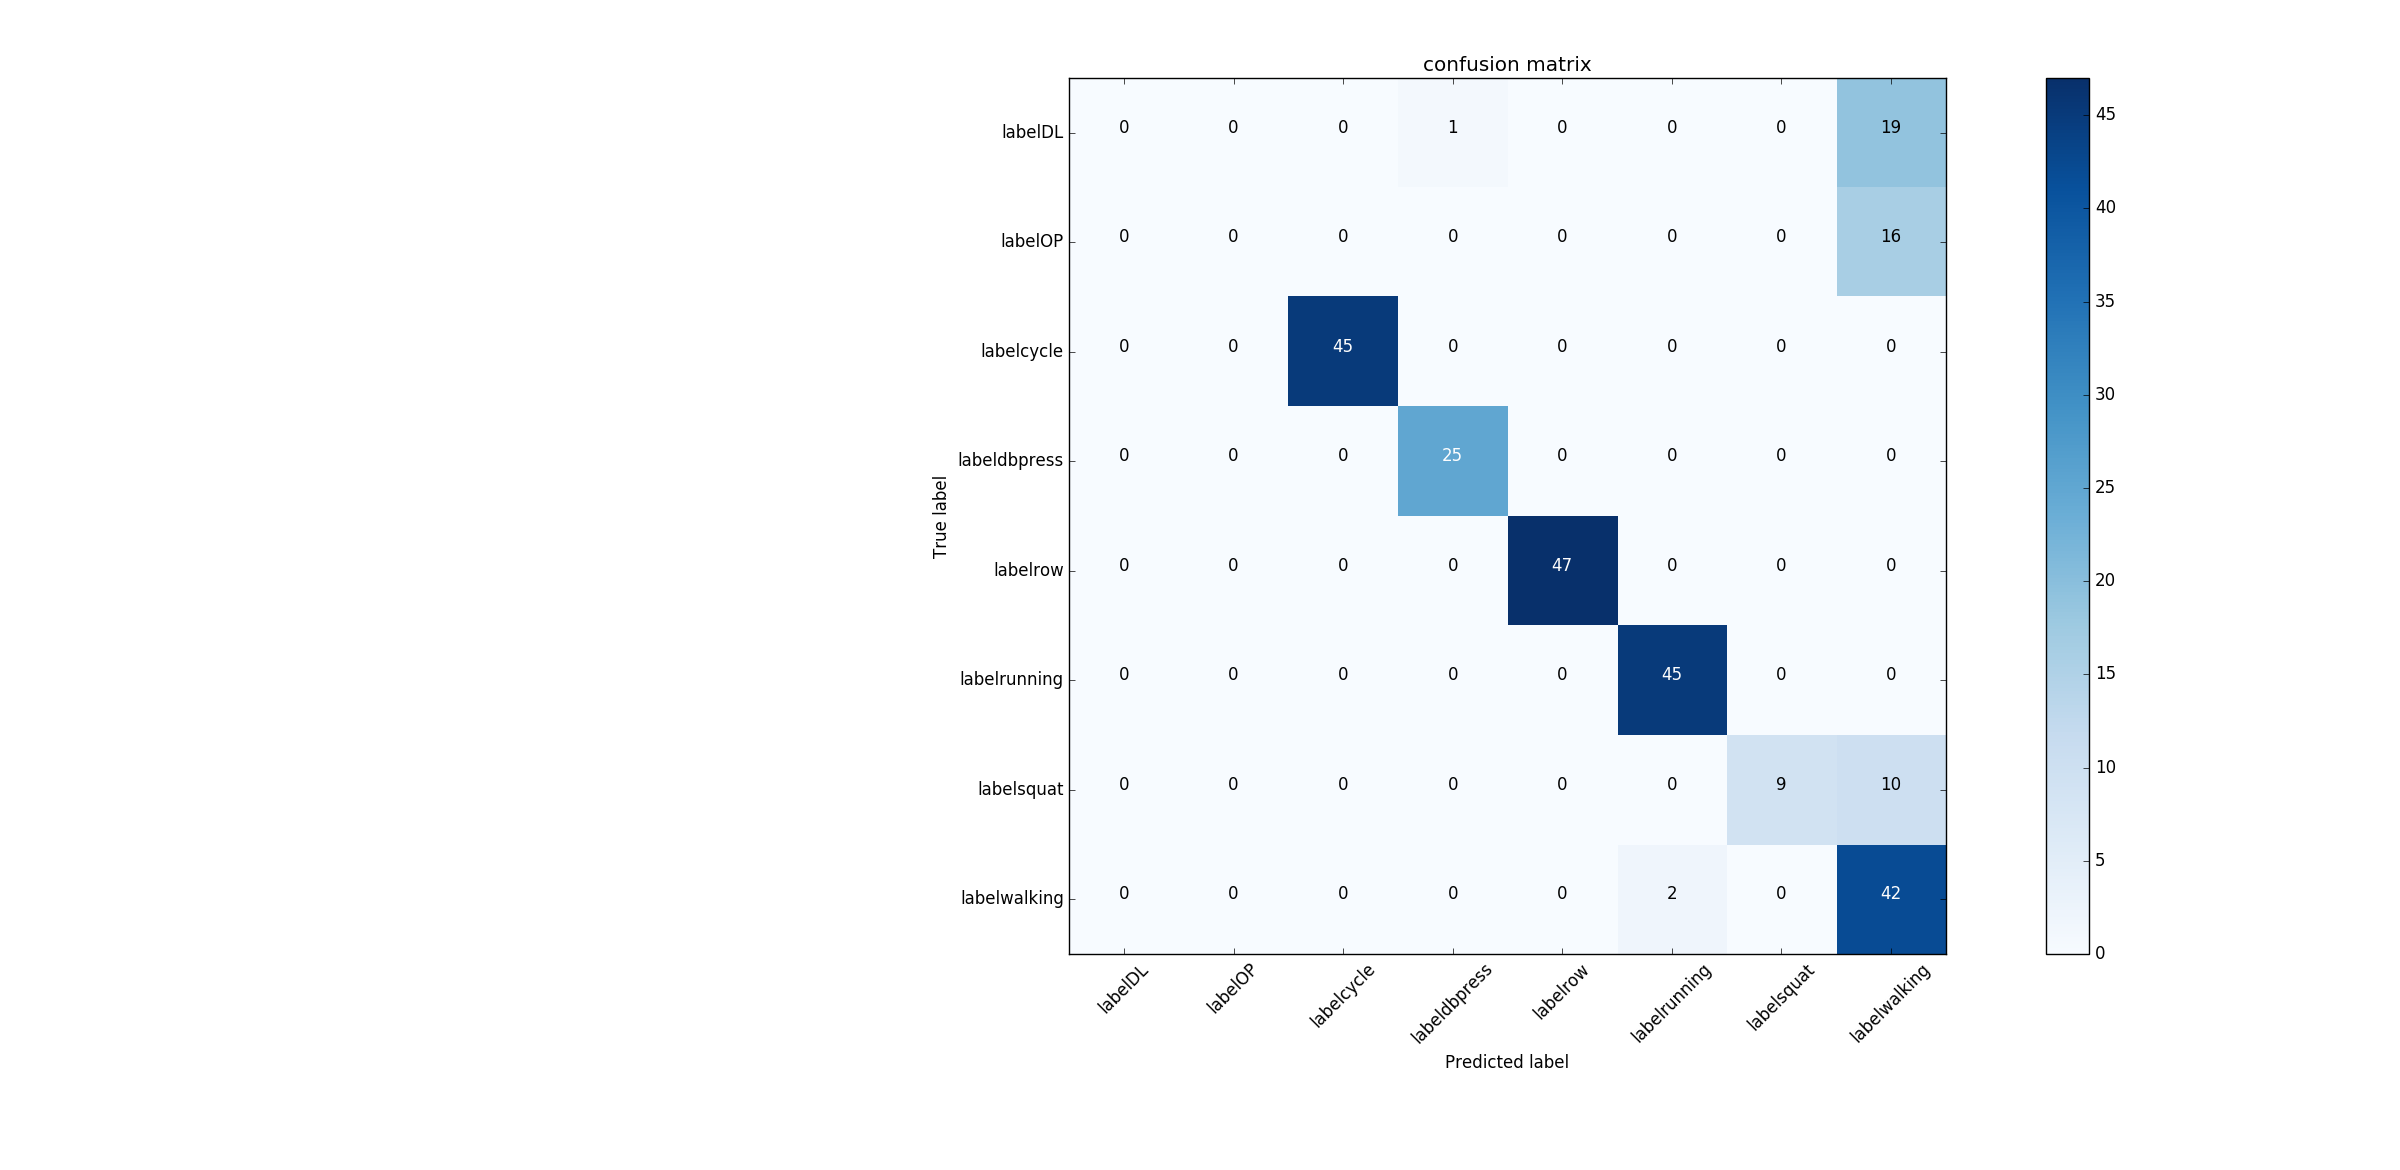 confusion matrix
labelDL 0 0 0 1 0 0 0 19
labelOP 0 0 0 0 0 0 0 16
labelcycle 0 0 45 0 0 0 0 0
labeldbpress 0 0 0 25 0 0 0 0
labelrow 0 0 0 0 47 0 0 0
labelrunning 0 0 0 0 0 45 0 0
labelsquat 0 0 0 0 0 0 9 10
labelwalking 0 0 0 0 0 2 0 42
True label
labelDL labelOP labelcycle labeldbpress labelrow labelrunning labelsquat labelwalking
Predicted label
45
40
35
30
25
20
15
10
5
0